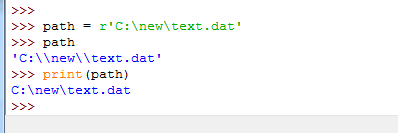 >>>
>>> path = r'C:\new\text.dat'
>>> path
'C:\\new\\text.dat'
>>> print(path)
C:\new\text.dat
>>>